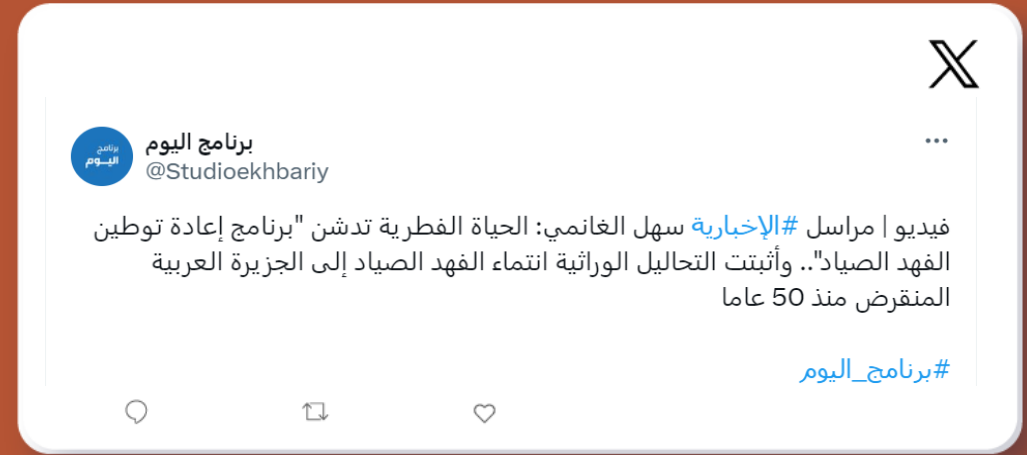 برنامج
اليــوم
برنامج اليوم
@Studioekhbariy
فيديو | مراسل #الإخبارية سهل الغانمي: الحياة الفطرية تدشن "برنامج إعادة توطين
الفهد الصياد".. وأثبتت التحاليل الوراثية انتماء الفهد الصياد إلى الجزيرة العربية
المنقرض منذ 50 عاما
#برنامج_اليوم